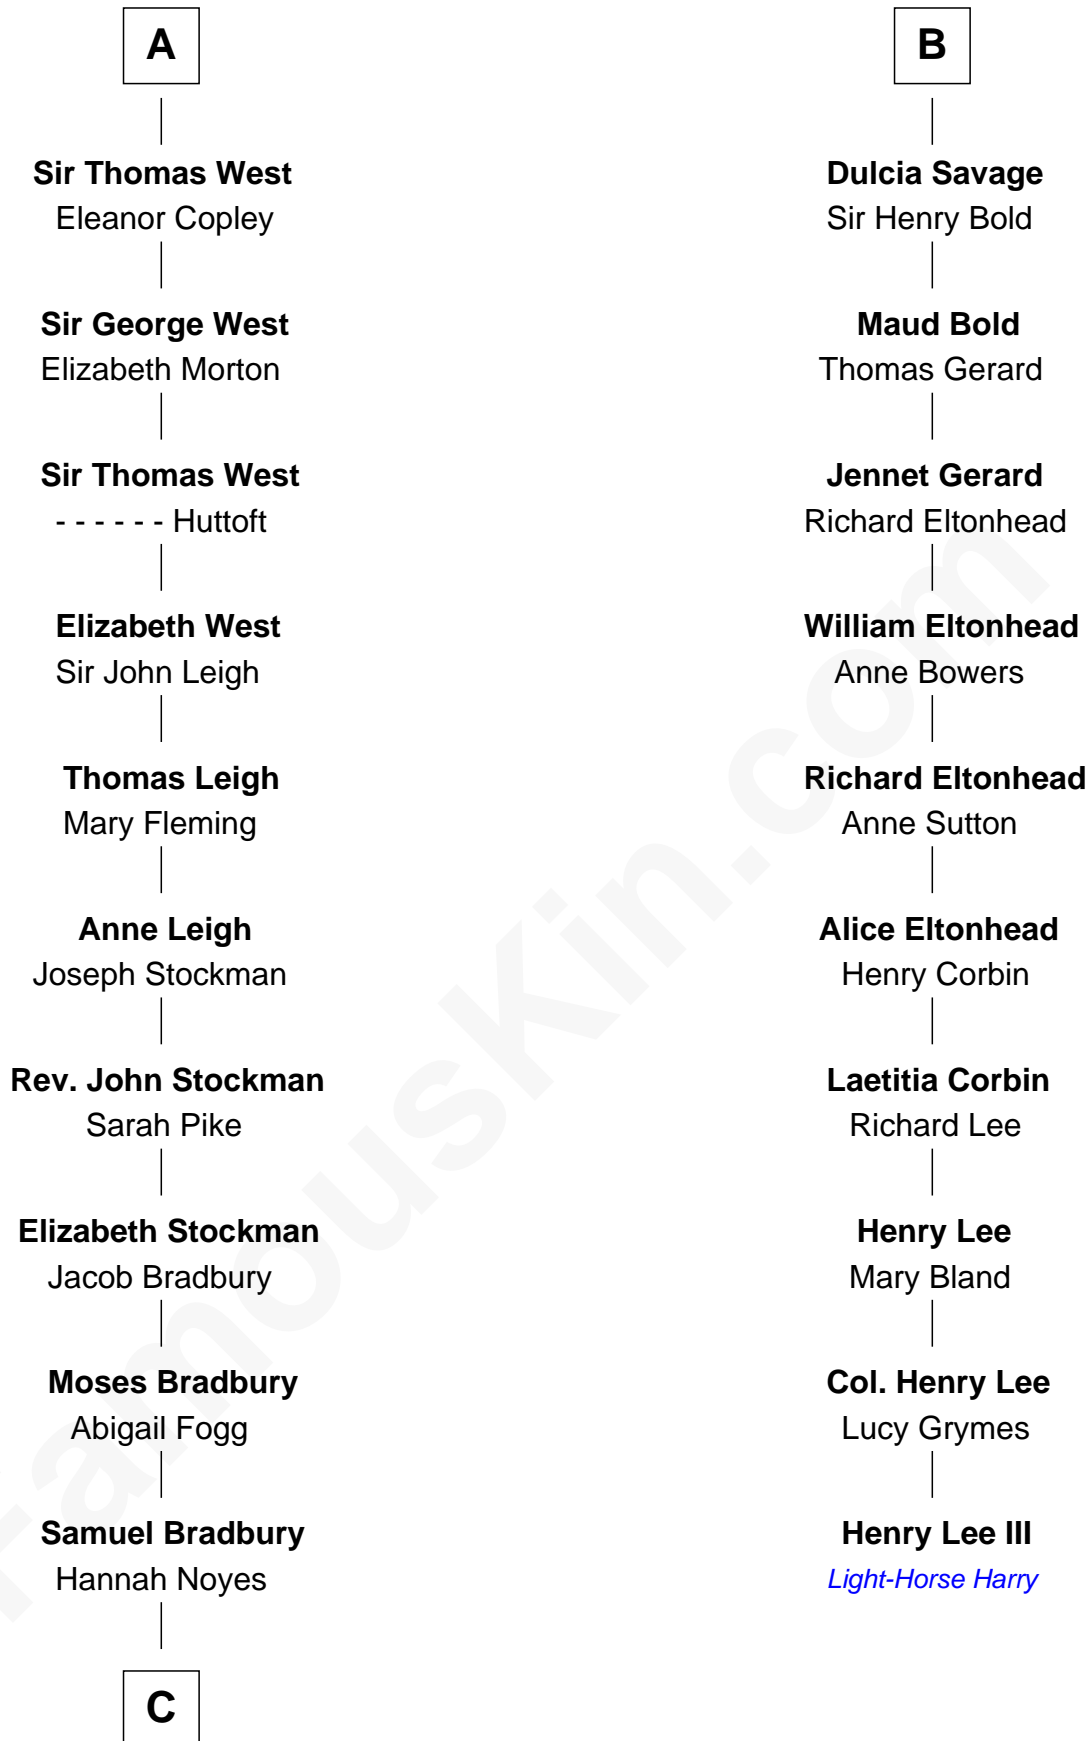 A
Sir Thomas West
Eleanor Copley
Sir George West
Elizabeth Morton
Sir Thomas West
- - - - - - Huttoft
Elizabeth West
Sir John Leigh
Thomas Leigh
Mary Fleming
Anne Leigh
Joseph Stockman
Rev. John Stockman
Sarah Pike
Elizabeth Stockman
Jacob Bradbury
Moses Bradbury
Abigail Fogg
Samuel Bradbury
Hannah Noyes
C
B
Dulcia Savage
Sir Henry Bold
Maud Bold
Thomas Gerard
Jennet Gerard
Richard Eltonhead
William Eltonhead
Anne Bowers
Richard Eltonhead
Anne Sutton
Alice Eltonhead
Henry Corbin
Laetitia Corbin
Richard Lee
Henry Lee
Mary Bland
Col. Henry Lee
Lucy Grymes
Henry Lee III
Light-Horse Harry
FamousKin.com